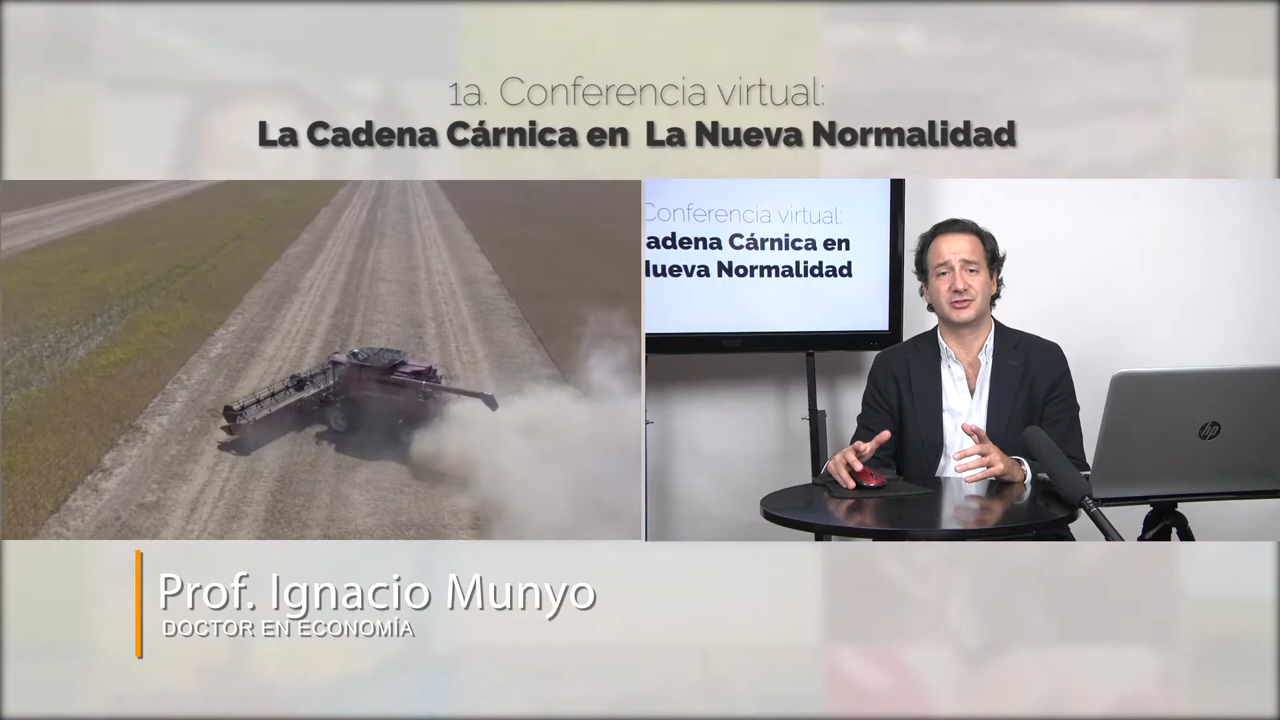 1a. Conferencia virtual:
La Cadena Cárnica en La Nueva Normalidad
Conferencia virtual:
adena Cárnica en
Nueva Normalidad
hp
Prof. Ignacio Munyo
DOCTOR EN ECONOMÍA